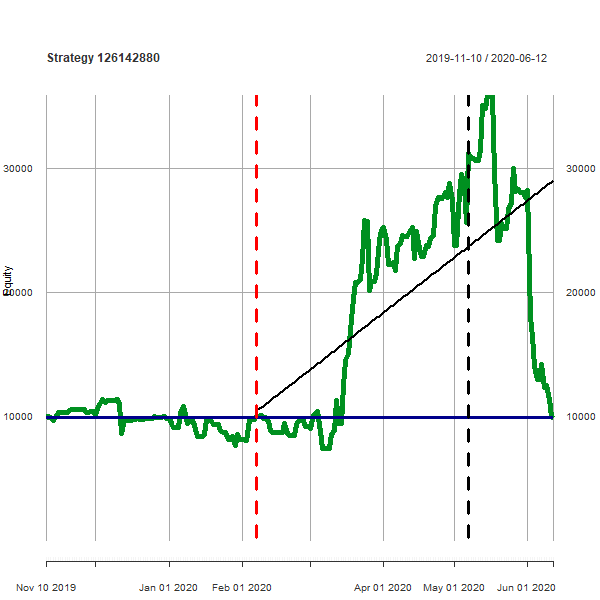 Strategy 126142880
2019-11-10 / 2020-06-12
30000
30000
Equity
20000
20000
10000
10000
Nov 10 2019
Jan 01 2020
Feb 01 2020
Apr 01 2020
May 01 2020
Jun 01 2020